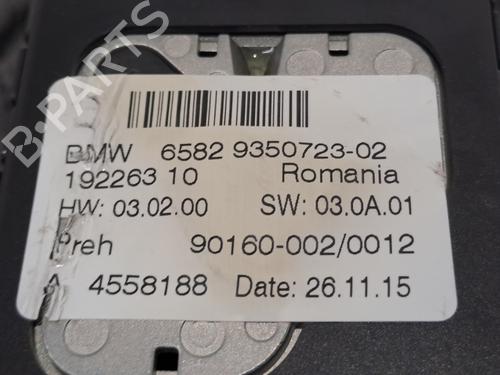 B-PARTS
BMW 6582 9350723-02
192263 10 Romania
HW: 03.02.00 SW: 03.0A.01
Preh 90160-002/0012
A 4558188 Date: 26.11.15